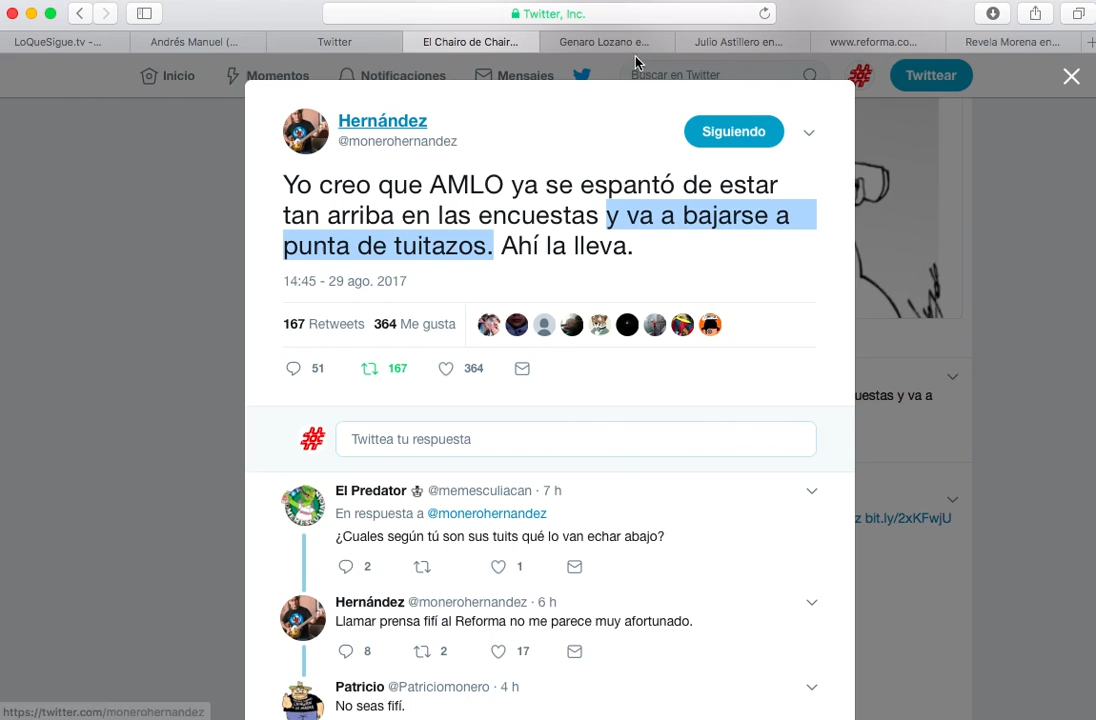 Twitter, Inc.
LoQueSigue.tv -...
Andrés Manuel (...
Twitter
El Chairo de Chair...
Genaro Lozano e...
Julio Astillero en...
www.reforma.co...
Revela Morena en...
Inicio
Momentos
Notificaciones
Mensajes
Buscar en Twitter
Twittear
Hernández
@monerohernandez
Siguiendo
Yo creo que AMLO ya se espantó de estar
tan arriba en las encuestas y va a bajarse a
punta de tuitazos. Ahí la lleva.
14:45 - 29 ago. 2017
167 Retweets 364 Me gusta
51 167 364
uestas y va a
Twittea tu respuesta
El Predator @memesculiacan · 7 h
En respuesta a @monerohernandez
z bit.ly/2xKFwjU
¿Cuales según tú son sus tuits qué lo van echar abajo?
2 1
Hernández @monerohernandez · 6 h
Llamar prensa fifí al Reforma no me parece muy afortunado.
8 2 17
Patricio @Patriciomonero · 4 h
No seas fifí.
https://twitter.com/monerohernandez